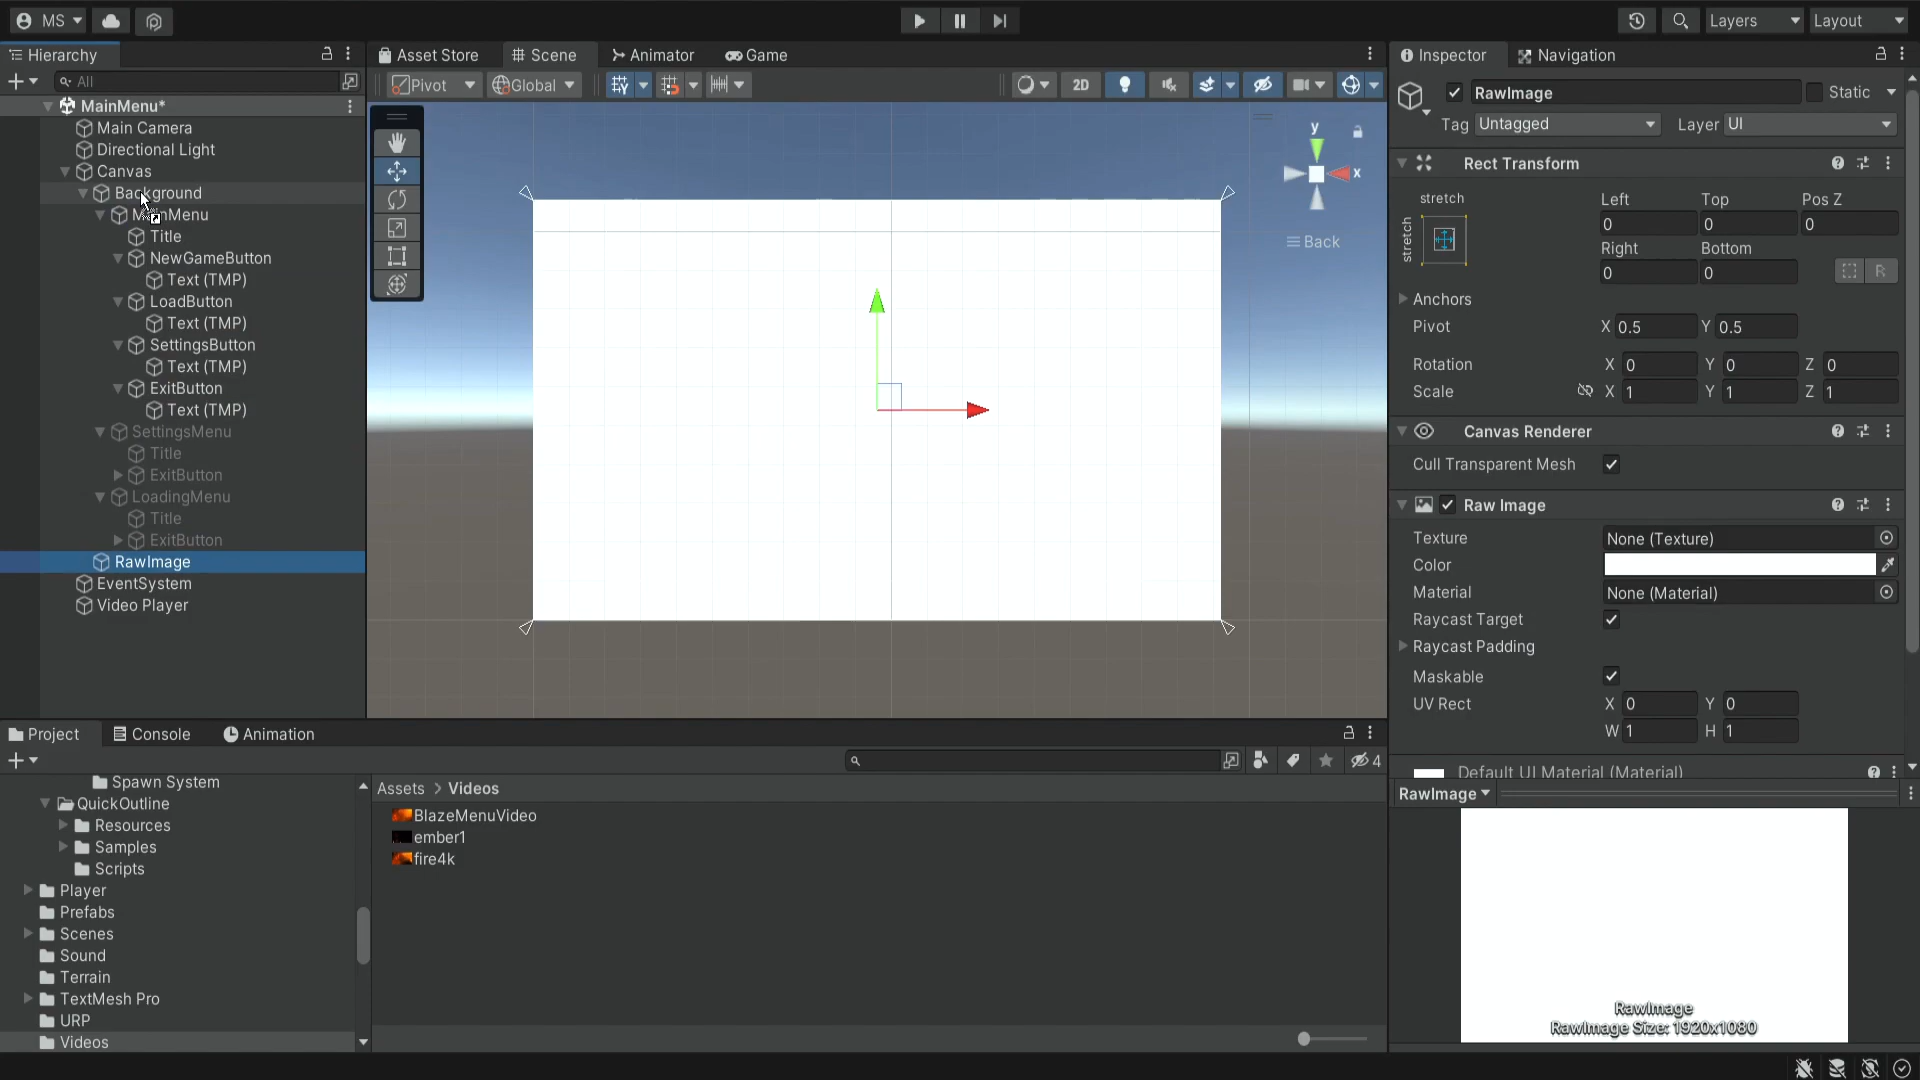 MS
Layers
Layout
Hierarchy
Asset Store
Scene
Animator
Game
Inspector
Navigation
All
Pivot
Global
2D
MainMenu*
Main Camera
Directional Light
Canvas
Background
MainMenu
Title
NewGameButton
Text (TMP)
LoadButton
Text (TMP)
SettingsButton
Text (TMP)
ExitButton
Text (TMP)
SettingsMenu
Title
ExitButton
LoadingMenu
Title
ExitButton
RawImage
EventSystem
Video Player
y
x
Back
RawImage
Static
Tag Untagged
Layer UI
Rect Transform
stretch
stretch
Left Top Pos Z
0 0 0
Right Bottom
0 0
R
Anchors
Pivot X 0.5 Y 0.5
Rotation X 0 Y 0 Z 0
Scale X 1 Y 1 Z 1
Canvas Renderer
Cull Transparent Mesh
Raw Image
Texture None (Texture)
Color
Material None (Material)
Raycast Target
Raycast Padding
Maskable
UV Rect X 0 Y 0
W 1 H 1
Default UI Material (Material)
RawImage
RawImage
RawImage Size: 1920x1080
Project
Console
Animation
4
Spawn System
QuickOutline
Resources
Samples
Scripts
Player
Prefabs
Scenes
Sound
Terrain
TextMesh Pro
URP
Videos
Assets > Videos
BlazeMenuVideo
ember1
fire4k